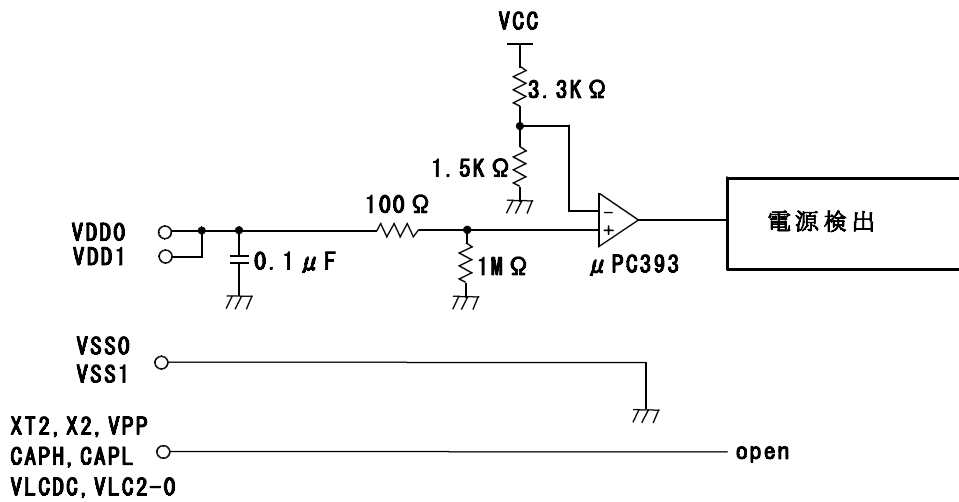 VCC
3.3KΩ
1.5KΩ
100Ω
VDD0
VDD1
0.1μF
1MΩ
μPC393
電源検出
VSS0
VSS1
XT2,X2,VPP
CAPH,CAPL
VLCDC,VLC2-0
open